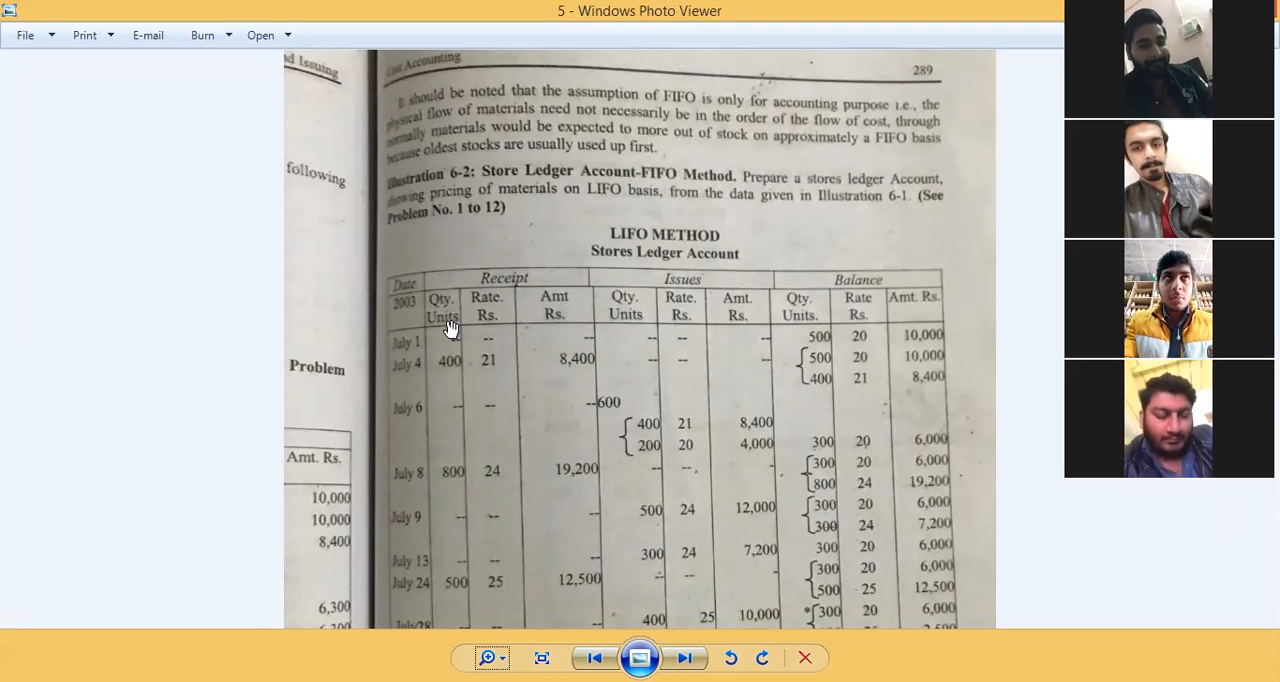 5 - Windows Photo Viewer
File Print E-mail Burn Open
nd Issuing
following
Problem
Amt. Rs.
10,000
10,000
8,400
6,300
Cost Accounting 289
It should be noted that the assumption of FIFO is only for accounting purpose i.e., the
physical flow of materials need not necessarily be in the order of the flow of cost, through
normally materials would be expected to more out of stock on approximately a FIFO basis
because oldest stocks are usually used up first.
Illustration 6-2: Store Ledger Account-FIFO Method. Prepare a stores ledger Account,
showing pricing of materials on LIFO basis, from the data given in Illustration 6-1. (See
Problem No. 1 to 12)
LIFO METHOD
Stores Ledger Account
Date Receipt Issues Balance
2003 Qty. Rate. Amt Qty. Rate. Amt. Qty. Rate Amt. Rs.
Units Rs. Rs. Units Rs. Rs. Units. Rs.
July 1 -- -- -- -- -- -- 500 20 10,000
July 4 400 21 8,400 -- -- -- 500 20 10,000
400 21 8,400
July 6 -- -- -- 600
400 21 8,400
200 20 4,000 300 20 6,000
300 20 6,000
July 8 800 24 19,200 -- -- - 800 24 19,200
July 9 -- -- -- 500 24 12,000 300 20 6,000
300 24 7,200
July 13 -- -- -- 300 24 7,200 300 20 6,000
300 20 6,000
July 24 500 25 12,500 -- -- - 500 25 12,500
July 28 -- -- -- 400 25 10,000 *300 20 6,000